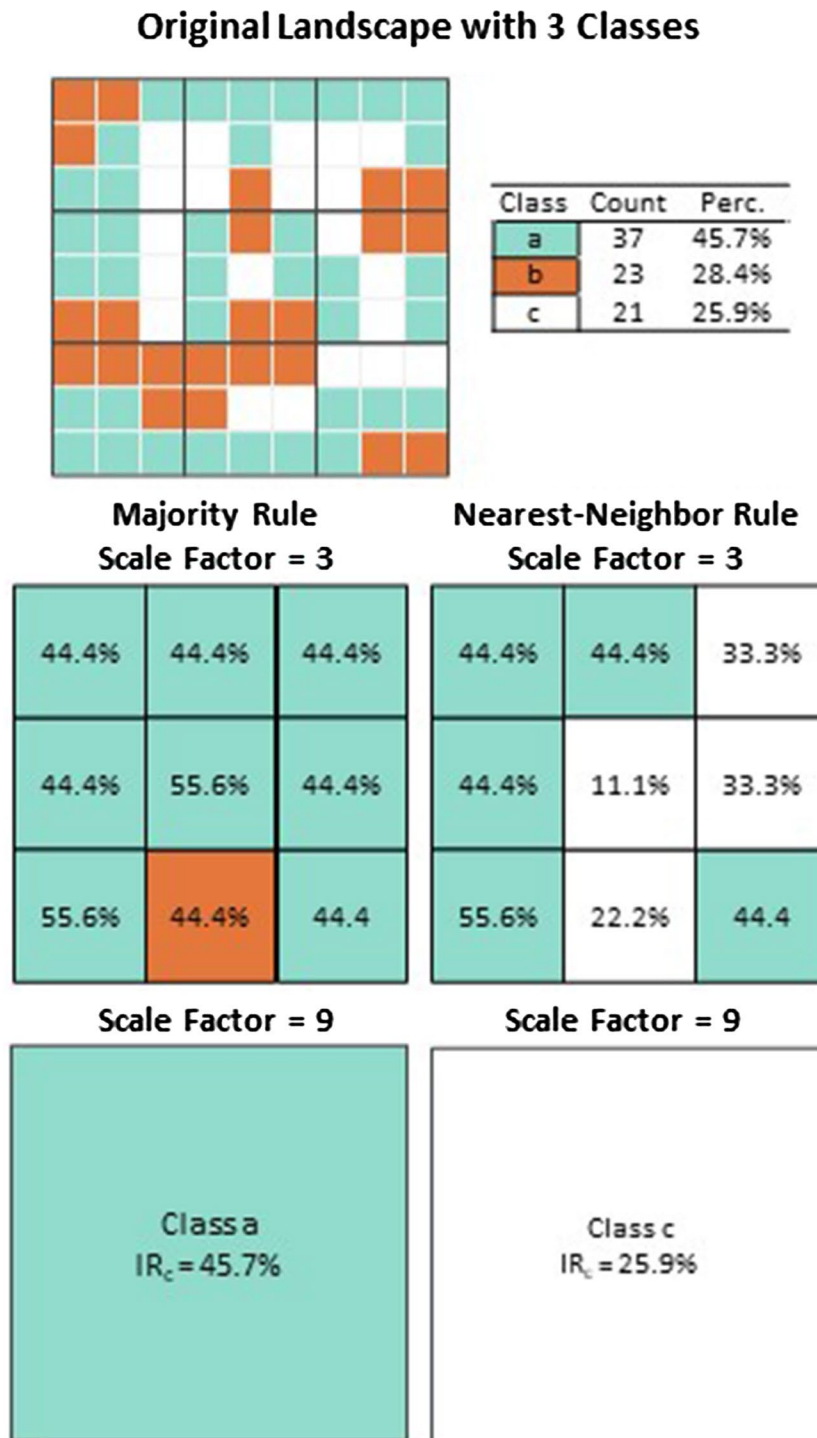 Original Landscape with 3 Classes
Class Count Perc.
a 37 45.7%
b 23 28.4%
c 21 25.9%
Majority Rule
Scale Factor = 3
Nearest-Neighbor Rule
Scale Factor = 3
44.4% 44.4% 44.4%
44.4% 55.6% 44.4%
55.6% 44.4% 44.4
44.4% 44.4% 33.3%
44.4% 11.1% 33.3%
55.6% 22.2% 44.4
Scale Factor = 9
Scale Factor = 9
Class a
IRc = 45.7%
Class c
IRc = 25.9%